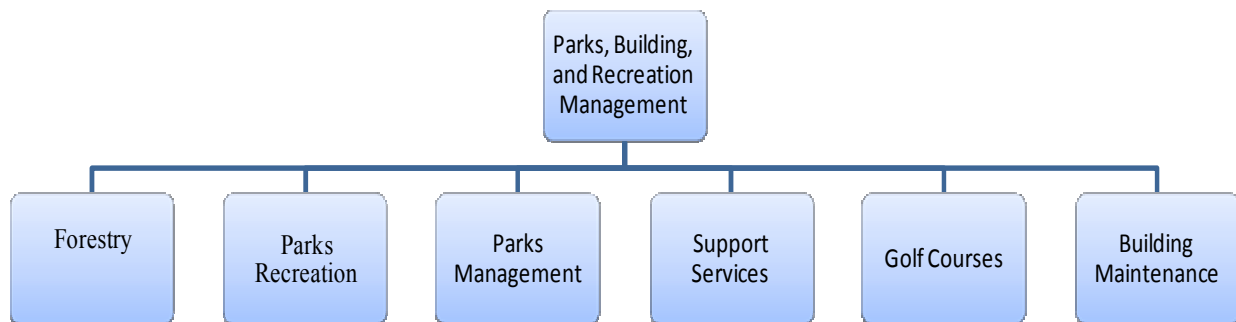 Parks, Building,
and Recreation
Management
Forestry
Parks
Recreation
Parks
Management
Support
Services
Golf Courses
Building
Maintenance